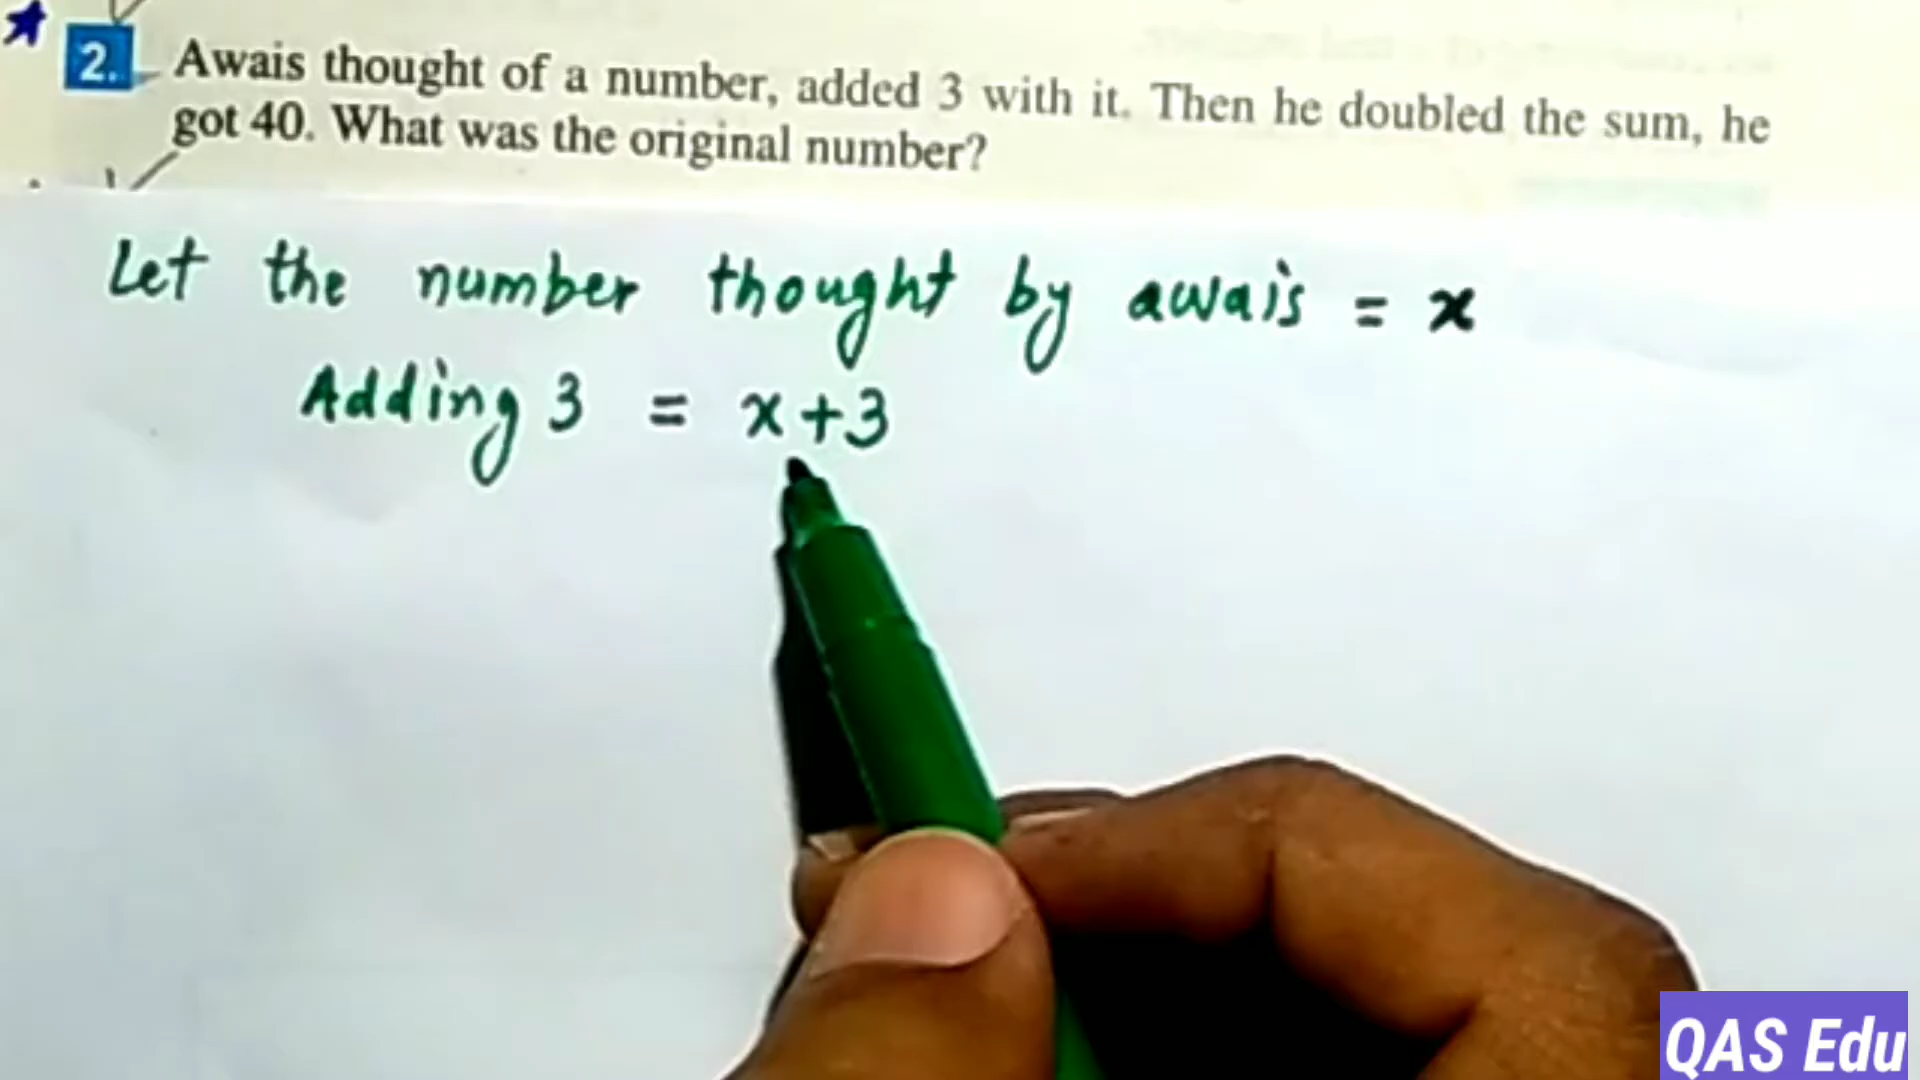 2. Awais thought of a number, added 3 with it. Then he doubled the sum, he
got 40. What was the original number?
Let the number thought by awais = x
Adding 3 = x+3
QAS Edu